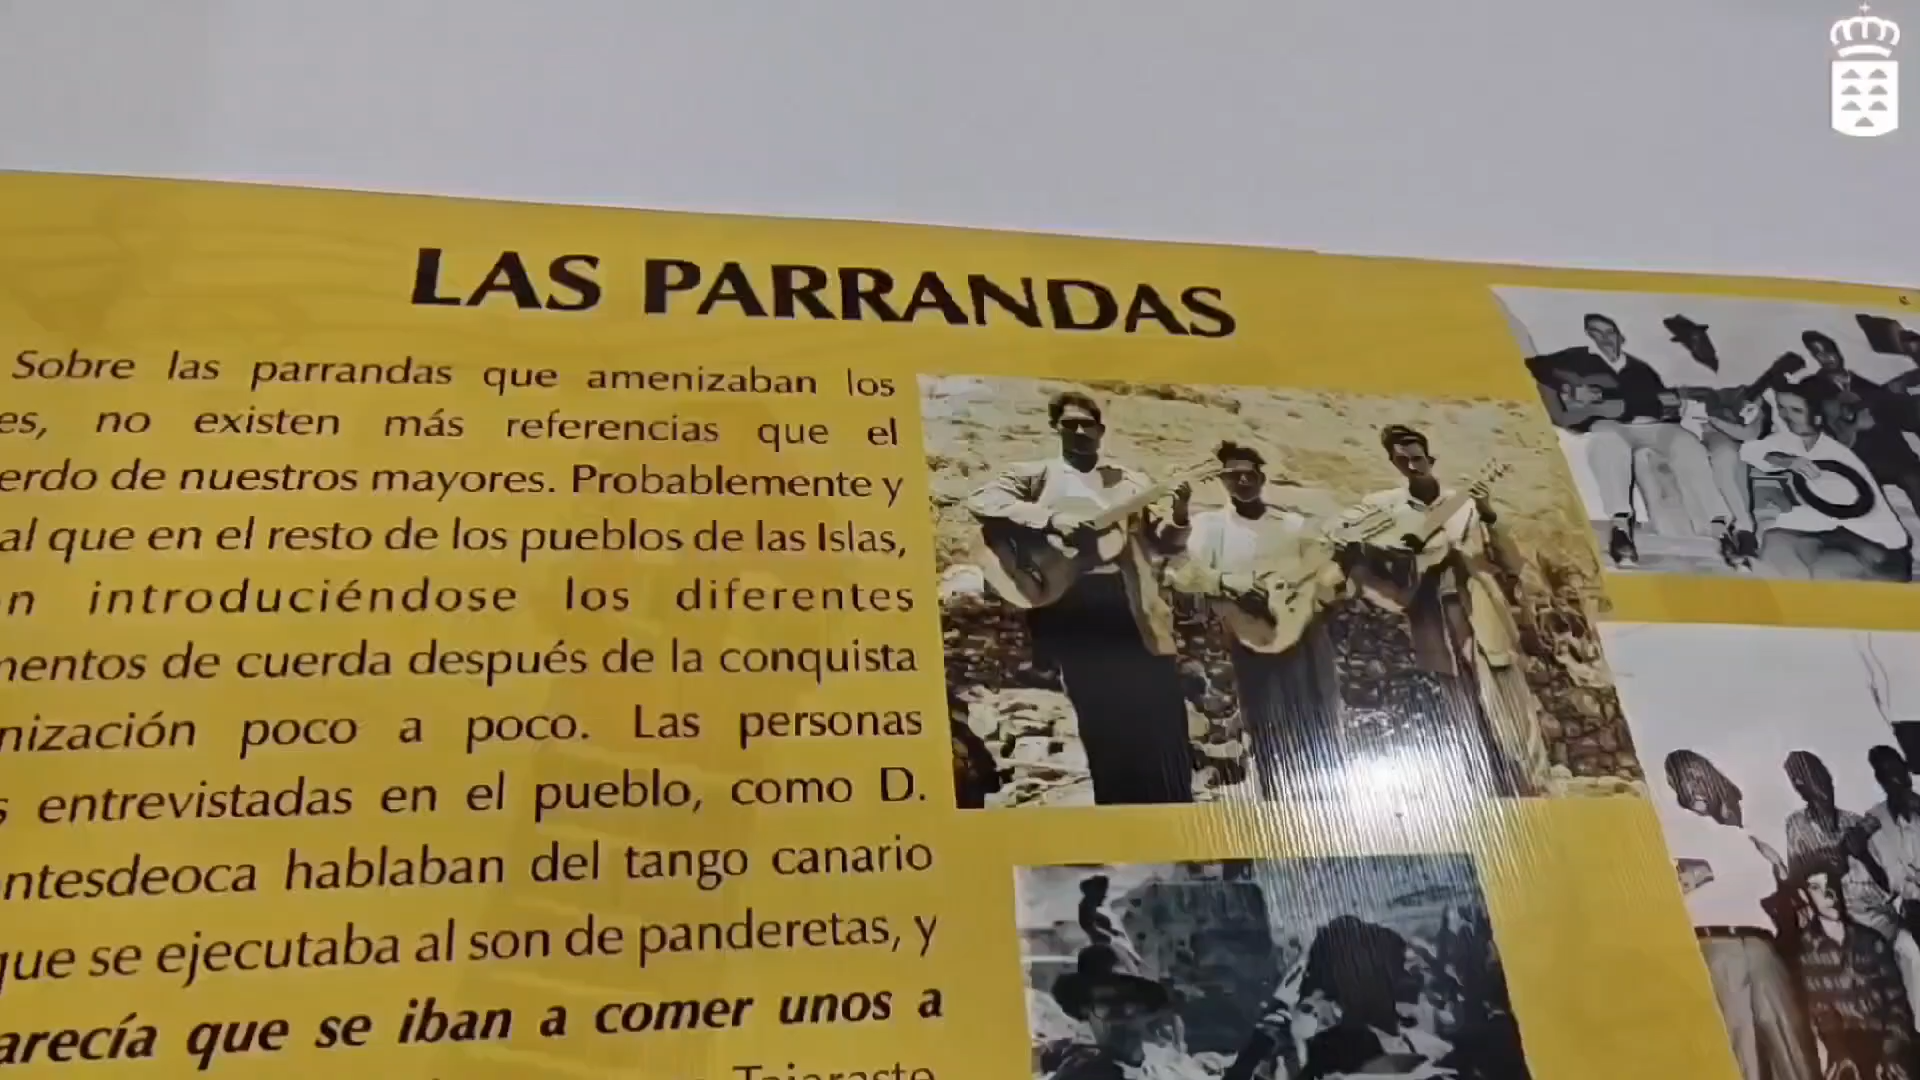 LAS PARRANDAS
Sobre las parrandas que amenizaban los
es, no existen más referencias que el
erdo de nuestros mayores. Probablemente y
al que en el resto de los pueblos de las Islas,
n introduciéndose los diferentes
mentos de cuerda después de la conquista
nización poco a poco. Las personas
s entrevistadas en el pueblo, como D.
ntesdeoca hablaban del tango canario
que se ejecutaba al son de panderetas, y
arecía que se iban a comer unos a
Tajaraste